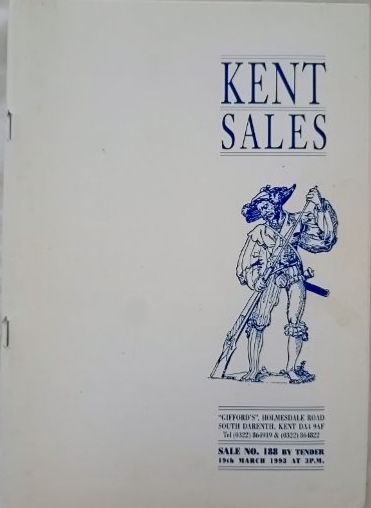 KENT
SALES
"GIFFORD'S", HOLMESDALE ROAD
SOUTH DARENTH, KENT DA4 9AF
Tel (0322) 864919 & (0322) 864822
SALE NO. 188 BY TENDER
19th MARCH 1993 AT 3P.M.